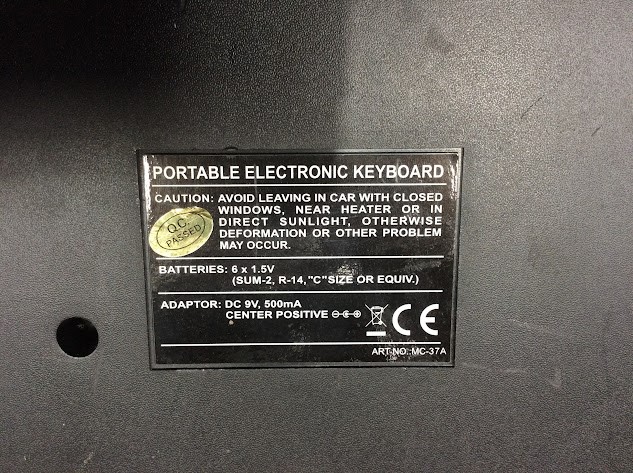 PORTABLE ELECTRONIC KEYBOARD
CAUTION: AVOID LEAVING IN CAR WITH CLOSED
WINDOWS, NEAR HEATER OR IN
DIRECT SUNLIGHT, OTHERWISE
DEFORMATION OR OTHER PROBLEM
MAY OCCUR.
Q.C.
PASSED
BATTERIES: 6 x 1.5V
(SUM-2, R-14, "C"SIZE OR EQUIV.)
ADAPTOR: DC 9V, 500mA
CENTER POSITIVE
CE
ART-NO.:MC-37A